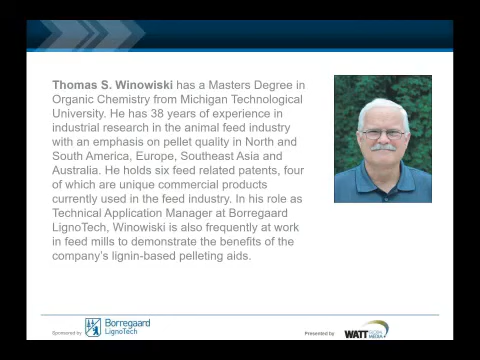 Thomas S. Winowiski has a Masters Degree in
Organic Chemistry from Michigan Technological
University. He has 38 years of experience in
industrial research in the animal feed industry
with an emphasis on pellet quality in North and
South America, Europe, Southeast Asia and
Australia. He holds six feed related patents, four
of which are unique commercial products
currently used in the feed industry. In his role as
Technical Application Manager at Borregaard
LignoTech, Winowiski is also frequently at work
in feed mills to demonstrate the benefits of the
company's lignin-based pelleting aids.
Sponsored by
Borregaard
LignoTech
Presented by
WATT GLOBAL
MEDIA